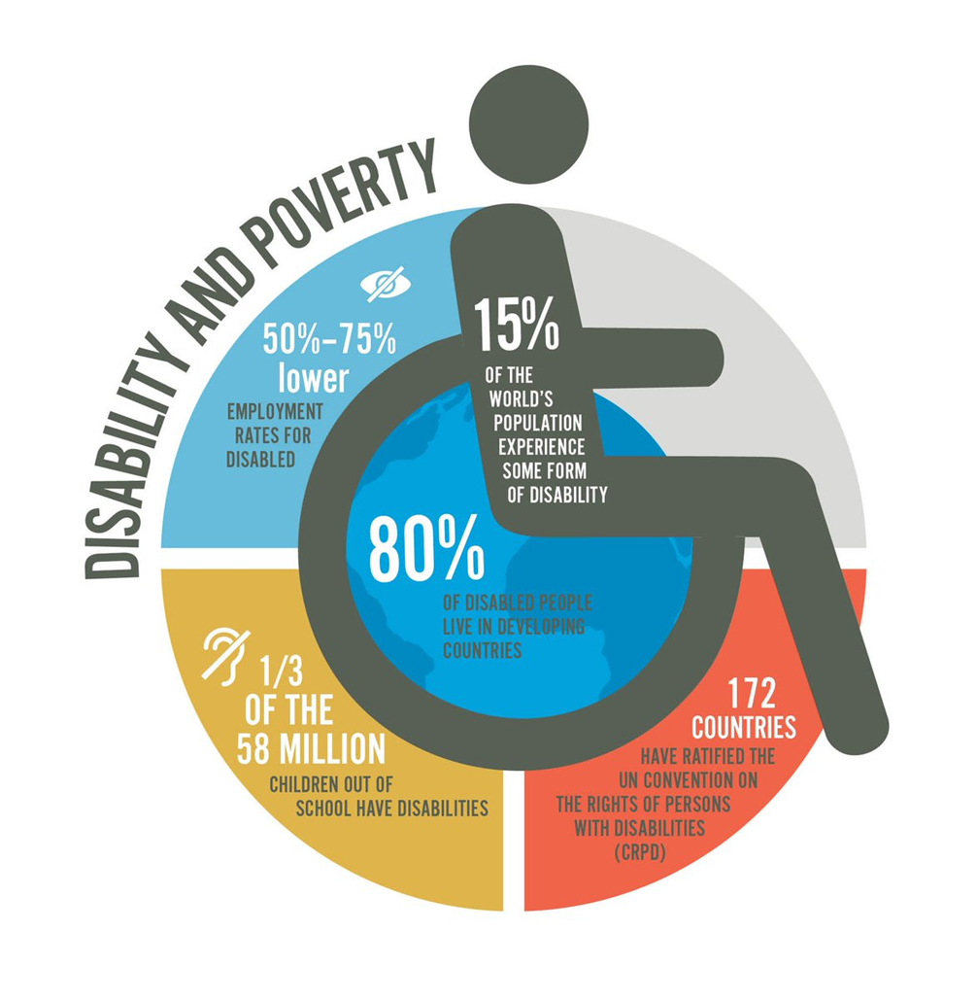 DISABILITY AND POVERTY
50%–75%
lower
EMPLOYMENT
RATES FOR
DISABLED
15%
OF THE
WORLD'S
POPULATION
EXPERIENCE
SOME FORM
OF DISABILITY
80%
OF DISABLED PEOPLE
LIVE IN DEVELOPING
COUNTRIES
1/3
OF THE
58 MILLION
CHILDREN OUT OF
SCHOOL HAVE DISABILITIES
172
COUNTRIES
HAVE RATIFIED THE
UN CONVENTION ON
THE RIGHTS OF PERSONS
WITH DISABILITIES
(CRPD)